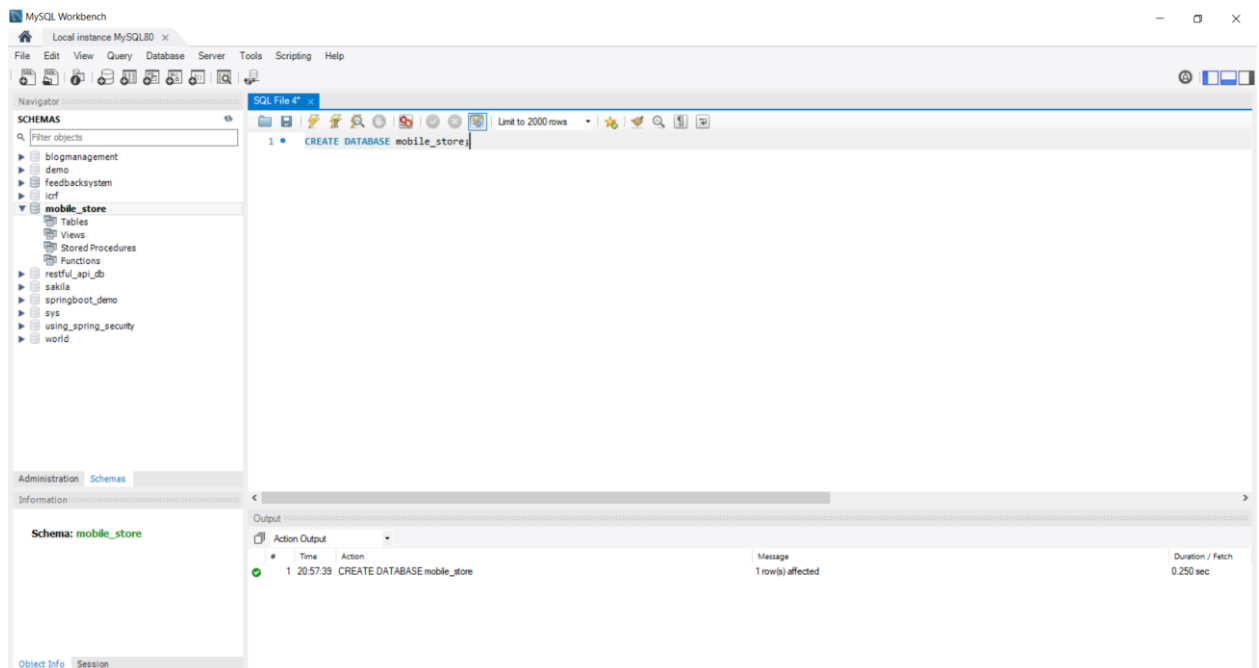 MySQL Workbench
Local instance MySQL80
File Edit View Query Database Server Tools Scripting Help
Navigator
SCHEMAS
Filter objects
blogmanagement
demo
feedbacksystem
icrf
mobile_store
Tables
Views
Stored Procedures
Functions
restful_api_db
sakila
springboot_demo
sys
using_spring_security
world
Administration Schemas
Information
Schema: mobile_store
Object Info Session
SQL File 4*
Limit to 2000 rows
1 CREATE DATABASE mobile_store;
Output
Action Output
# Time Action Message Duration / Fetch
1 20:57:39 CREATE DATABASE mobile_store 1 row(s) affected 0.250 sec